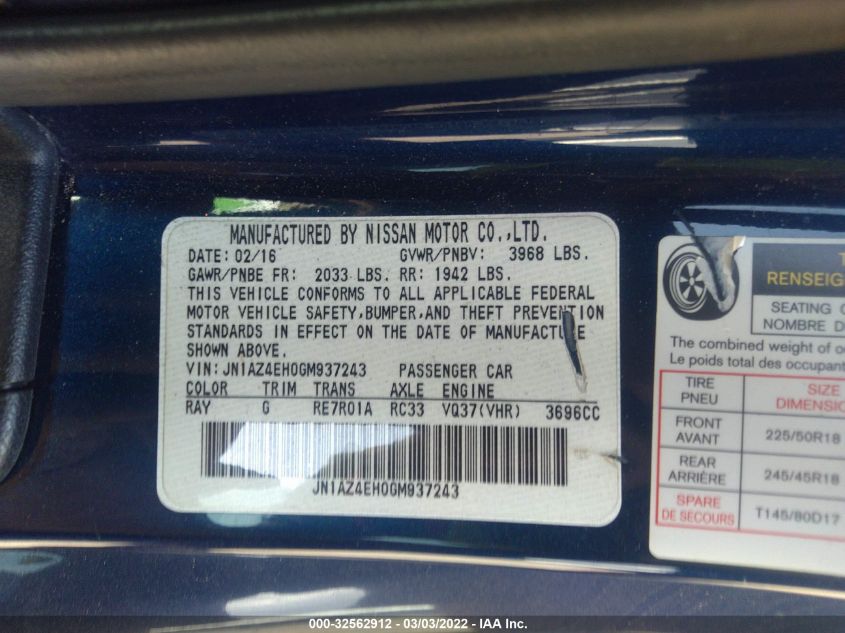 MANUFACTURED BY NISSAN MOTOR CO.,LTD.
DATE: 02/16 GVWR/PNBV: 3968 LBS.
GAWR/PNBE FR: 2033 LBS. RR: 1942 LBS.
THIS VEHICLE CONFORMS TO ALL APPLICABLE FEDERAL
MOTOR VEHICLE SAFETY,BUMPER,AND THEFT PREVENTION
STANDARDS IN EFFECT ON THE DATE OF MANUFACTURE
SHOWN ABOVE.
VIN:JN1AZ4EH0GM937243 PASSENGER CAR
COLOR TRIM TRANS AXLE ENGINE
RAY G RE7R01A RC33 VQ37(VHR) 3696CC
JN1AZ4EH0GM937243
RENSEIG
SEATING
NOMBRE D
The combined weight of
Le poids total des occupant
TIRE SIZE
PNEU DIMENSIO
FRONT
AVANT 225/50R18
REAR
ARRIÈRE 245/45R18
SPARE
DE SECOURS T145/80D17
000-32562912 - 03/03/2022 - IAA Inc.